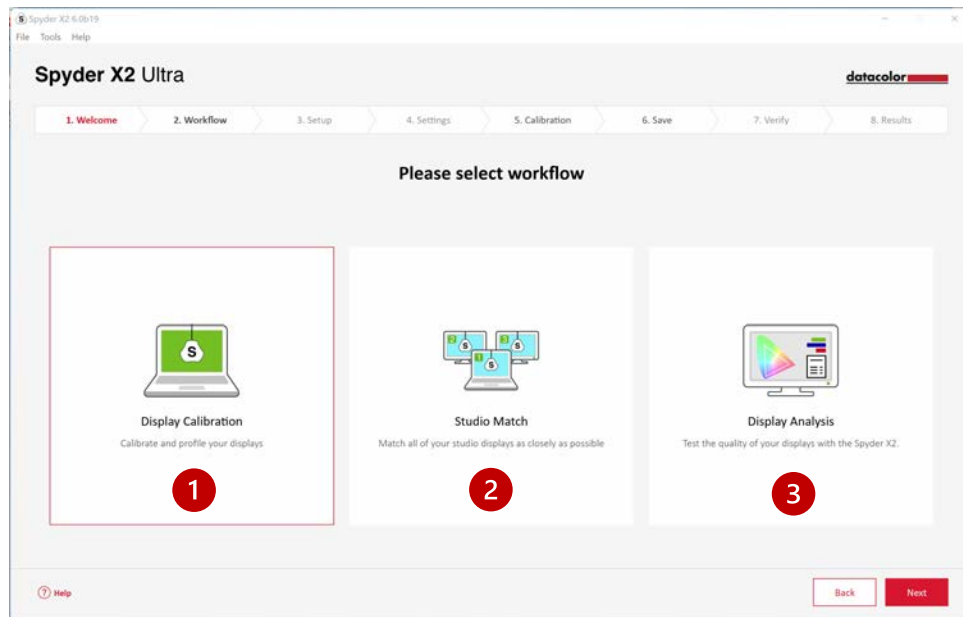 Spyder X2 6.0b19
File Tools Help
Spyder X2 Ultra
datacolor
1. Welcome 2. Workflow 3. Setup 4. Settings 5. Calibration 6. Save 7. Verify 8. Results
Please select workflow
S
2 S 3 S
1 S
Display Calibration
Calibrate and profile your displays
1
Studio Match
Match all of your studio displays as closely as possible
2
Display Analysis
Test the quality of your displays with the Spyder X2.
3
? Help
Back Next